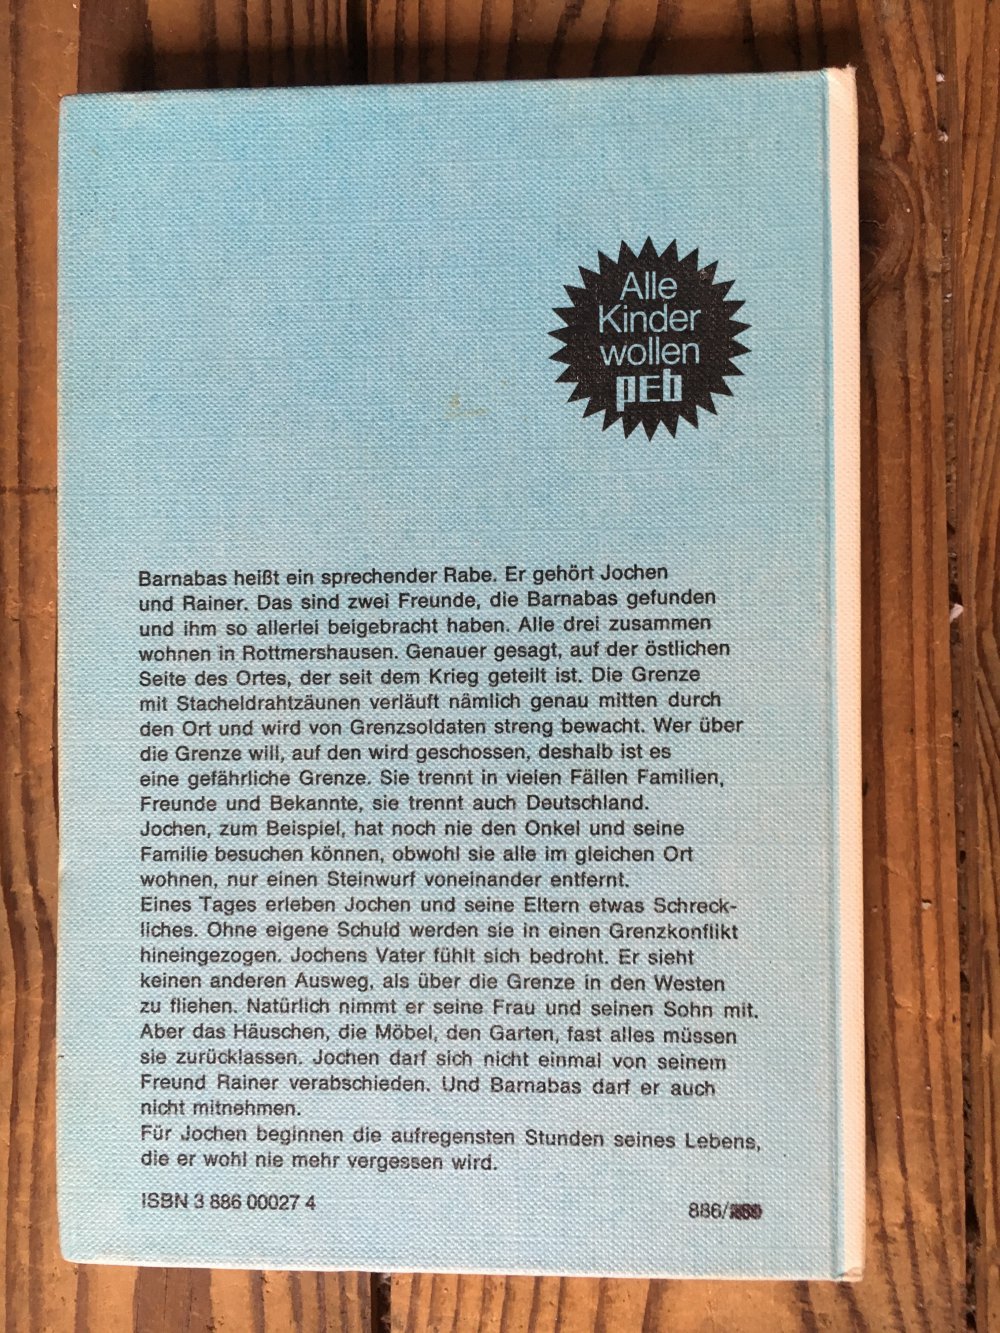 Alle
Kinder
wollen
peb
Barnabas heißt ein sprechender Rabe. Er gehört Jochen
und Rainer. Das sind zwei Freunde, die Barnabas gefunden
und ihm so allerlei beigebracht haben. Alle drei zusammen
wohnen in Rottmershausen. Genauer gesagt, auf der östlichen
Seite des Ortes, der seit dem Krieg geteilt ist. Die Grenze
mit Stacheldrahtzäunen verläuft nämlich genau mitten durch
den Ort und wird von Grenzsoldaten streng bewacht. Wer über
die Grenze will, auf den wird geschossen, deshalb ist es
eine gefährliche Grenze. Sie trennt in vielen Fällen Familien,
Freunde und Bekannte, sie trennt auch Deutschland.
Jochen, zum Beispiel, hat noch nie den Onkel und seine
Familie besuchen können, obwohl sie alle im gleichen Ort
wohnen, nur einen Steinwurf voneinander entfernt.
Eines Tages erleben Jochen und seine Eltern etwas Schreck-
liches. Ohne eigene Schuld werden sie in einen Grenzkonflikt
hineingezogen. Jochens Vater fühlt sich bedroht. Er sieht
keinen anderen Ausweg, als über die Grenze in den Westen
zu fliehen. Natürlich nimmt er seine Frau und seinen Sohn mit.
Aber das Häuschen, die Möbel, den Garten, fast alles müssen
sie zurücklassen. Jochen darf sich nicht einmal von seinem
Freund Rainer verabschieden. Und Barnabas darf er auch
nicht mitnehmen.
Für Jochen beginnen die aufregensten Stunden seines Lebens,
die er wohl nie mehr vergessen wird.
ISBN 3 886 00027 4
886/